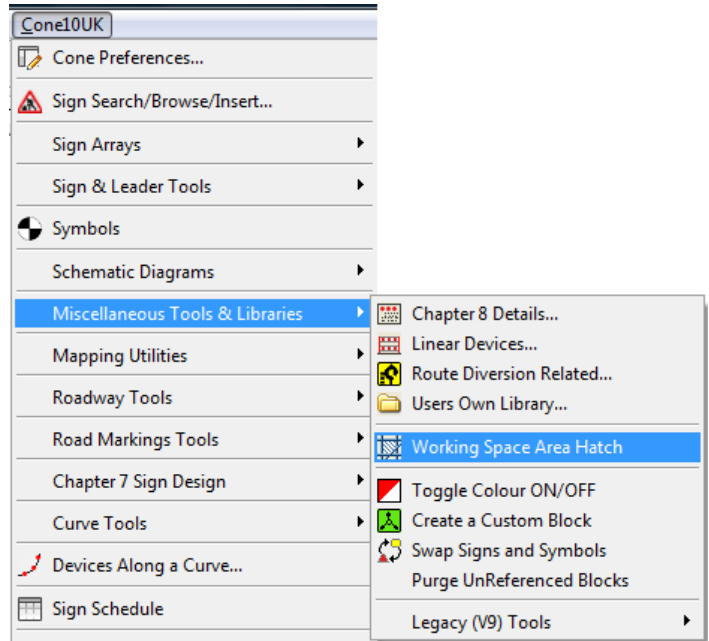 Cone10UK
Cone Preferences...
Sign Search/Browse/Insert...
Sign Arrays
Sign & Leader Tools
Symbols
Schematic Diagrams
Miscellaneous Tools & Libraries
Mapping Utilities
Roadway Tools
Road Markings Tools
Chapter 7 Sign Design
Curve Tools
Devices Along a Curve...
Sign Schedule
Chapter 8 Details...
Linear Devices...
Route Diversion Related...
Users Own Library...
Working Space Area Hatch
Toggle Colour ON/OFF
Create a Custom Block
Swap Signs and Symbols
Purge UnReferenced Blocks
Legacy (V9) Tools